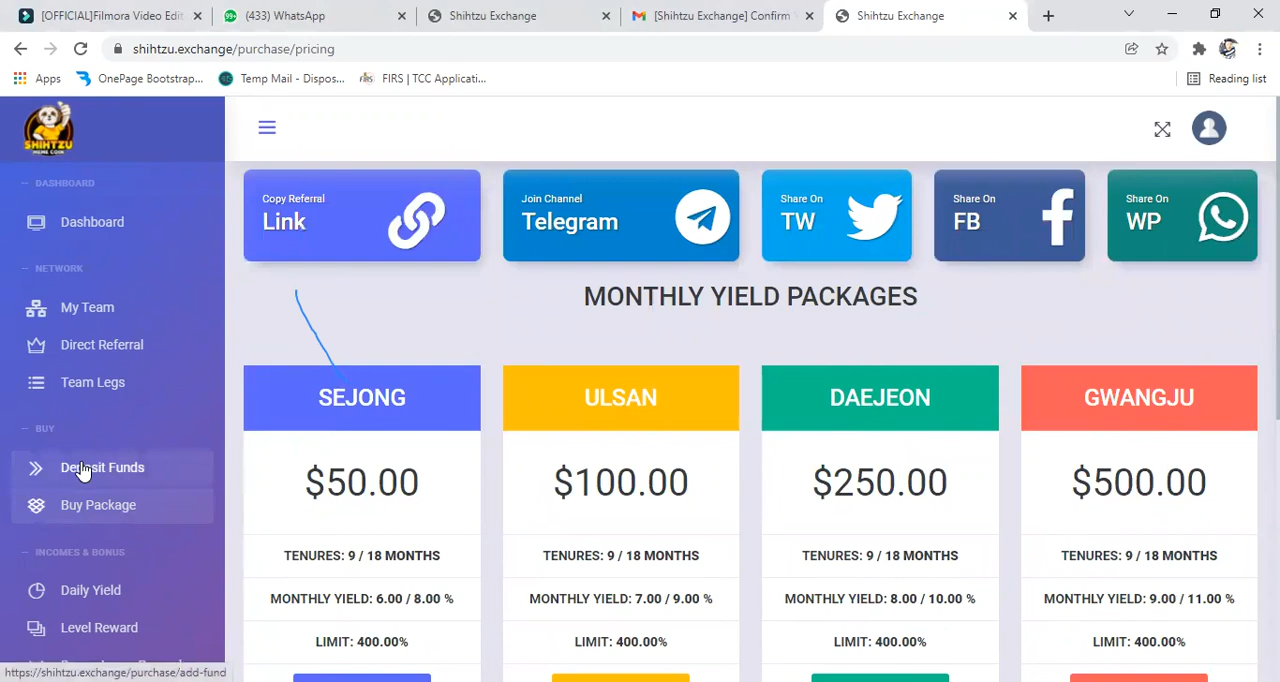 [OFFICIAL]Filmora Video Edit
(433) WhatsApp
Shihtzu Exchange
[Shihtzu Exchange] Confirm
Shihtzu Exchange
shihtzu.exchange/purchase/pricing
Apps
OnePage Bootstrap...
Temp Mail - Dispos...
FIRS | TCC Applicati...
Reading list
SHIHTZU
MEME COIN
DASHBOARD
Dashboard
NETWORK
My Team
Direct Referral
Team Legs
BUY
Deposit Funds
Buy Package
INCOMES & BONUS
Daily Yield
Level Reward
https://shihtzu.exchange/purchase/add-fund
Copy Referral
Link
Join Channel
Telegram
Share On
TW
Share On
FB
Share On
WP
MONTHLY YIELD PACKAGES
SEJONG
$50.00
TENURES: 9 / 18 MONTHS
MONTHLY YIELD: 6.00 / 8.00 %
LIMIT: 400.00%
ULSAN
$100.00
TENURES: 9 / 18 MONTHS
MONTHLY YIELD: 7.00 / 9.00 %
LIMIT: 400.00%
DAEJEON
$250.00
TENURES: 9 / 18 MONTHS
MONTHLY YIELD: 8.00 / 10.00 %
LIMIT: 400.00%
GWANGJU
$500.00
TENURES: 9 / 18 MONTHS
MONTHLY YIELD: 9.00 / 11.00 %
LIMIT: 400.00%